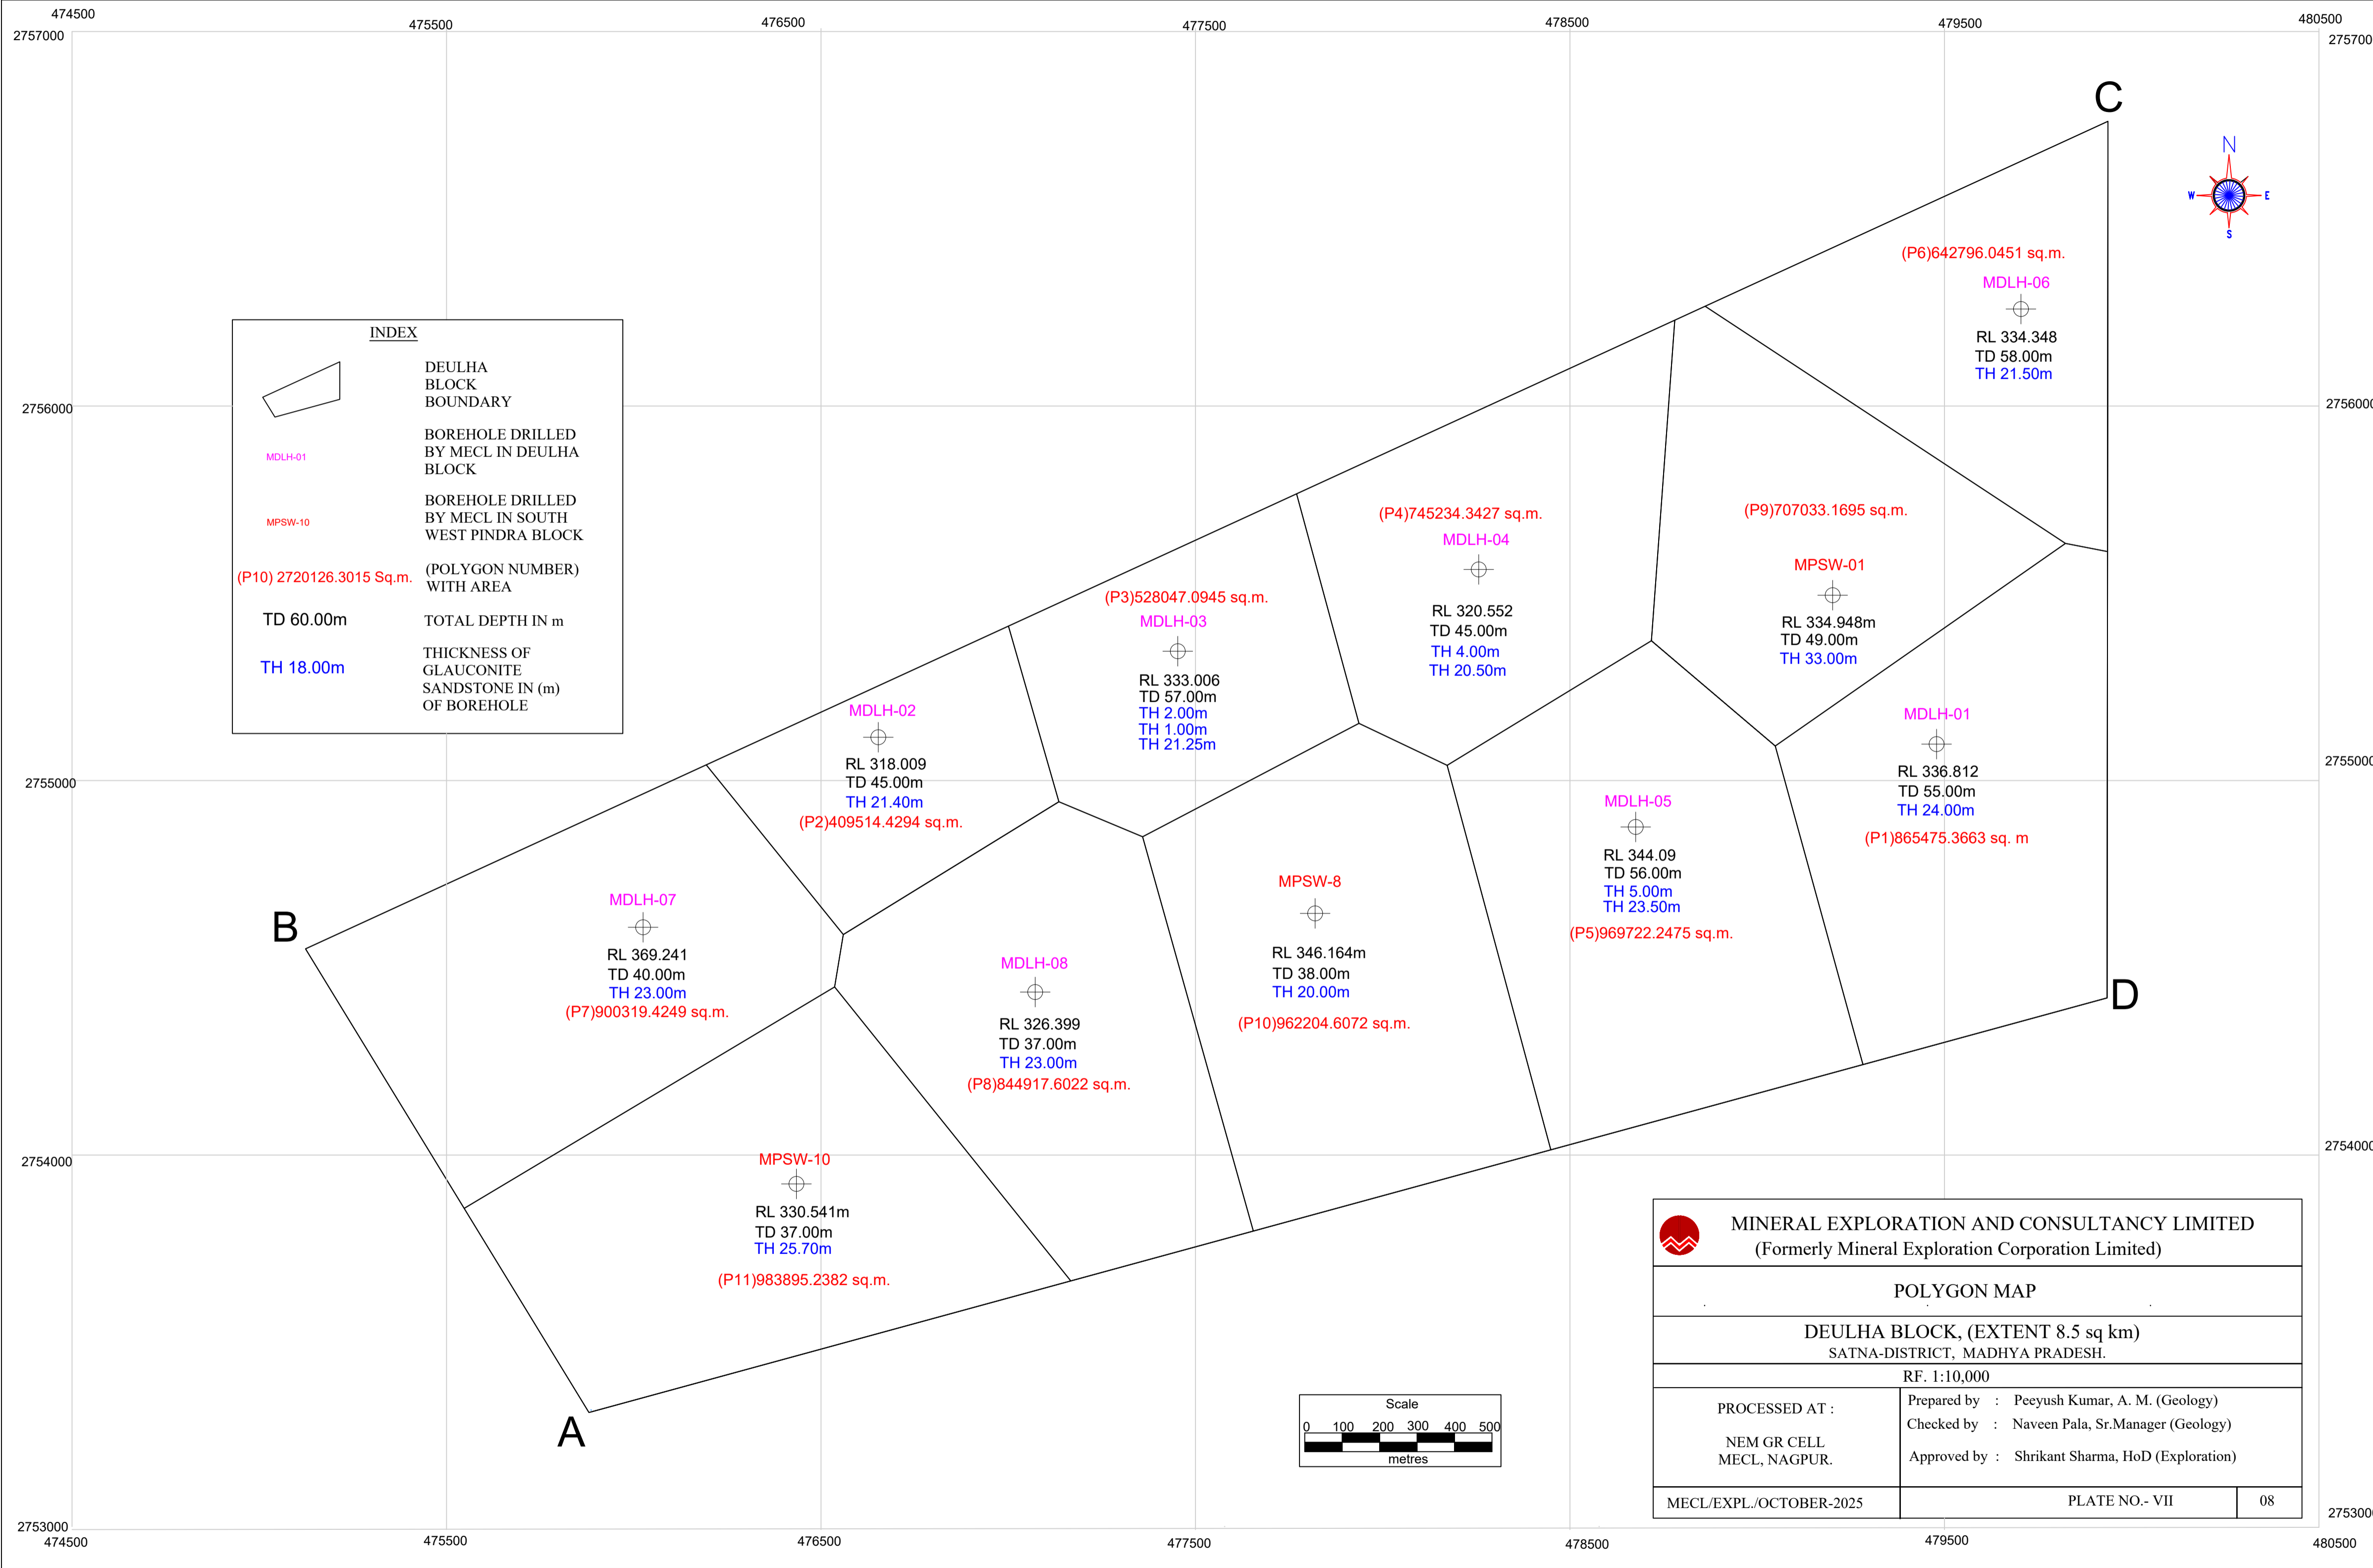 474500
475500
476500
477500
478500
479500
480500
2757000
2757000
C
N
W
E
S
(P6)642796.0451 sq.m.
MDLH-06
RL 334.348
TD 58.00m
TH 21.50m
INDEX
DEULHA
BLOCK
BOUNDARY
MDLH-01
BOREHOLE DRILLED
BY MECL IN DEULHA
BLOCK
MPSW-10
BOREHOLE DRILLED
BY MECL IN SOUTH
WEST PINDRA BLOCK
(P10) 2720126.3015 Sq.m.
(POLYGON NUMBER)
WITH AREA
TD 60.00m
TOTAL DEPTH IN m
TH 18.00m
THICKNESS OF
GLAUCONITE
SANDSTONE IN (m)
OF BOREHOLE
2756000
2756000
(P4)745234.3427 sq.m.
MDLH-04
RL 320.552
TD 45.00m
TH 4.00m
TH 20.50m
(P9)707033.1695 sq.m.
MPSW-01
RL 334.948m
TD 49.00m
TH 33.00m
(P3)528047.0945 sq.m.
MDLH-03
RL 333.006
TD 57.00m
TH 2.00m
TH 1.00m
TH 21.25m
MDLH-02
RL 318.009
TD 45.00m
TH 21.40m
(P2)409514.4294 sq.m.
MDLH-01
RL 336.812
TD 55.00m
TH 24.00m
(P1)865475.3663 sq. m
2755000
2755000
MDLH-05
RL 344.09
TD 56.00m
TH 5.00m
TH 23.50m
(P5)969722.2475 sq.m.
B
MDLH-07
RL 369.241
TD 40.00m
TH 23.00m
(P7)900319.4249 sq.m.
MPSW-8
RL 346.164m
TD 38.00m
TH 20.00m
(P10)962204.6072 sq.m.
MDLH-08
RL 326.399
TD 37.00m
TH 23.00m
(P8)844917.6022 sq.m.
D
2754000
2754000
MPSW-10
RL 330.541m
TD 37.00m
TH 25.70m
(P11)983895.2382 sq.m.
A
Scale
0 100 200 300 400 500
metres
MINERAL EXPLORATION AND CONSULTANCY LIMITED
(Formerly Mineral Exploration Corporation Limited)
POLYGON MAP
DEULHA BLOCK, (EXTENT 8.5 sq km)
SATNA-DISTRICT, MADHYA PRADESH.
RF. 1:10,000
PROCESSED AT :
NEM GR CELL
MECL, NAGPUR.
Prepared by : Peeyush Kumar, A. M. (Geology)
Checked by : Naveen Pala, Sr.Manager (Geology)
Approved by : Shrikant Sharma, HoD (Exploration)
MECL/EXPL./OCTOBER-2025
PLATE NO.- VII
08
2753000
2753000
474500
475500
476500
477500
478500
479500
480500